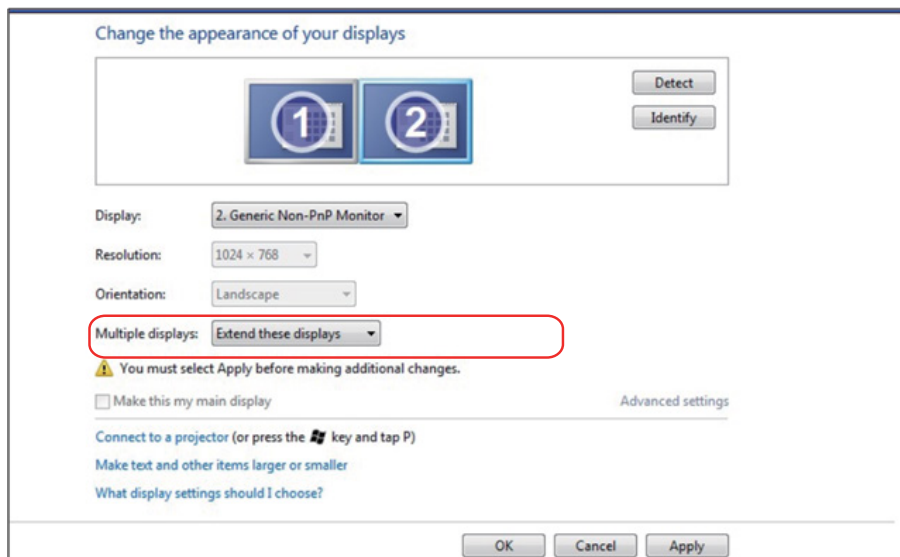 Change the appearance of your displays
1 2
Detect
Identify
Display: 2. Generic Non-PnP Monitor
Resolution: 1024 × 768
Orientation: Landscape
Multiple displays: Extend these displays
You must select Apply before making additional changes.
Make this my main display Advanced settings
Connect to a projector (or press the key and tap P)
Make text and other items larger or smaller
What display settings should I choose?
OK Cancel Apply